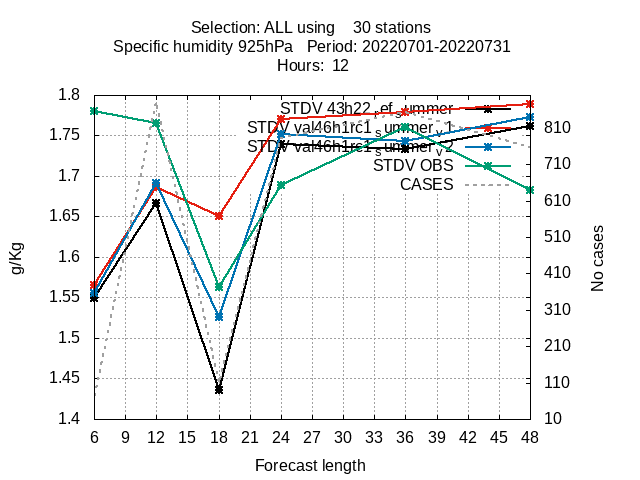 Selection: ALL using 30 stations
Specific humidity 925hPa Period: 20220701-20220731
Hours: 12
STDV 43h22_ref_summer
STDV val46h1rc1_summer_v1
STDV val46h1rc1_summer_v2
STDV OBS
CASES
1.8
1.75
1.7
1.65
1.6
1.55
1.5
1.45
1.4
g/Kg
810
710
610
510
410
310
210
110
10
No cases
6 9 12 15 18 21 24 27 30 33 36 39 42 45 48
Forecast length